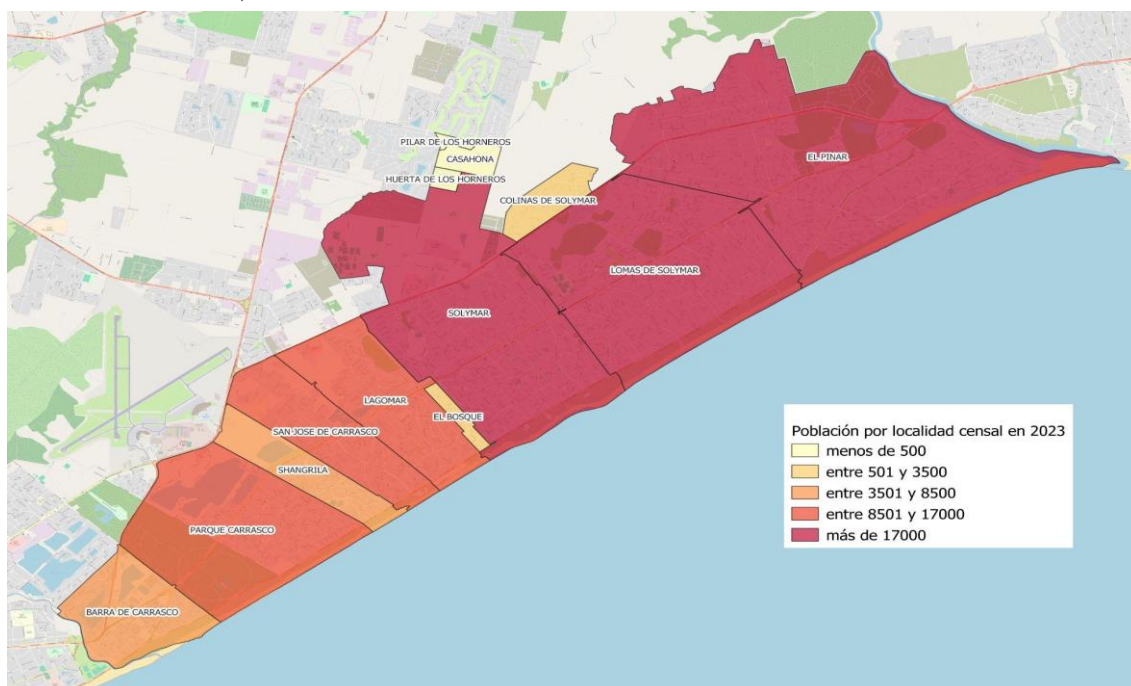 PILAR DE LOS HORNEROS
CASAHONA
HUERTA DE LOS HORNEROS
COLINAS DE SOLYMAR
EL PINAR
LOMAS DE SOLYMAR
SOLYMAR
LAGOMAR
EL BOSQUE
SAN JOSE DE CARRASCO
SHANGRILA
PARQUE CARRASCO
BARRA DE CARRASCO
Población por localidad censal en 2023
menos de 500
entre 501 y 3500
entre 3501 y 8500
entre 8501 y 17000
más de 17000